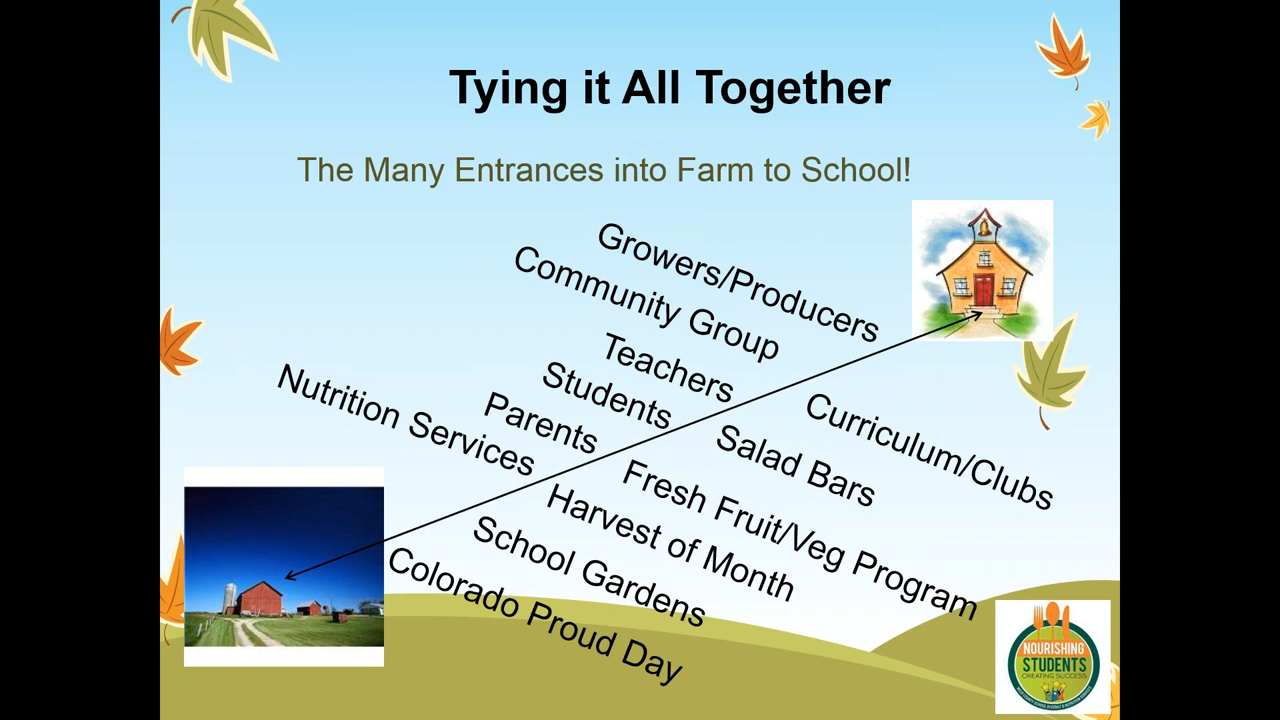 Tying it All Together
The Many Entrances into Farm to School!
Growers/Producers
Community Group
Teachers
Students
Parents
Nutrition Services
Curriculum/Clubs
Salad Bars
Fresh Fruit/Veg Program
Harvest of Month
School Gardens
Colorado Proud Day
NOURISHING
STUDENTS
CREATING SUCCESS